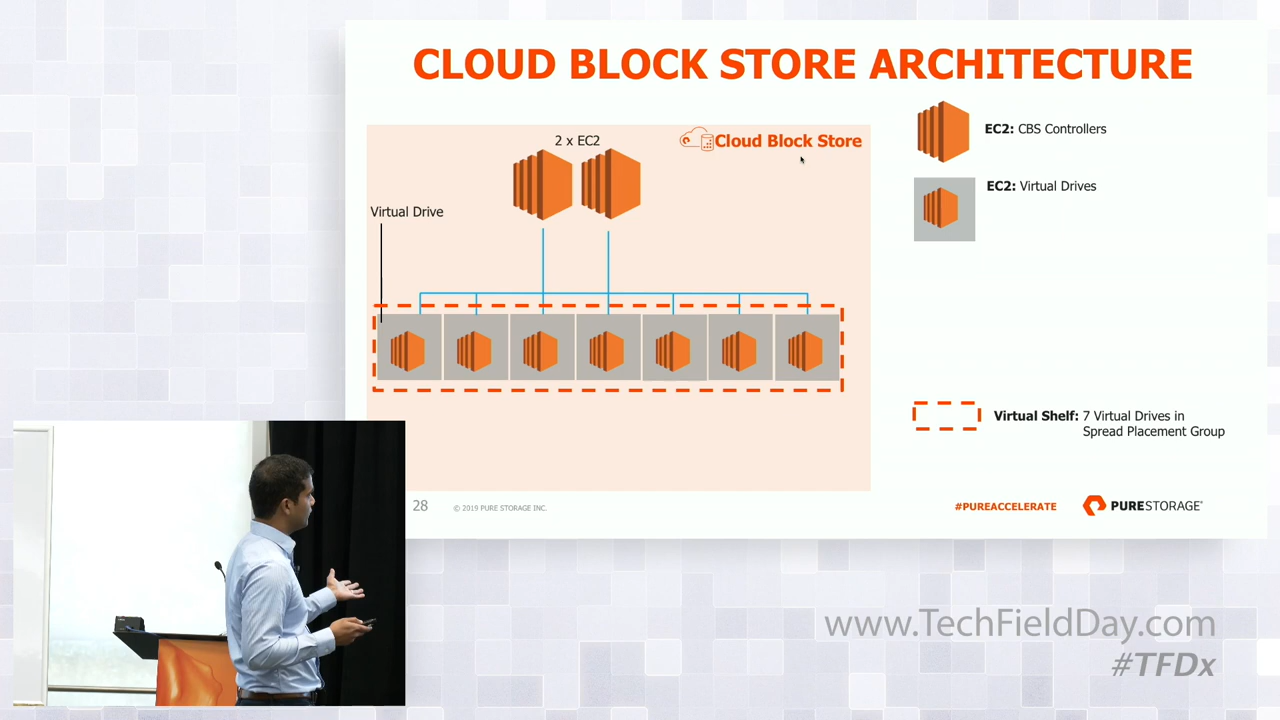 CLOUD BLOCK STORE ARCHITECTURE
2 x EC2
Cloud Block Store
Virtual Drive
EC2: CBS Controllers
EC2: Virtual Drives
Virtual Shelf: 7 Virtual Drives in
Spread Placement Group
28
© 2019 PURE STORAGE INC.
#PUREACCELERATE
PURESTORAGE®
www.TechFieldDay.com
#TFDx